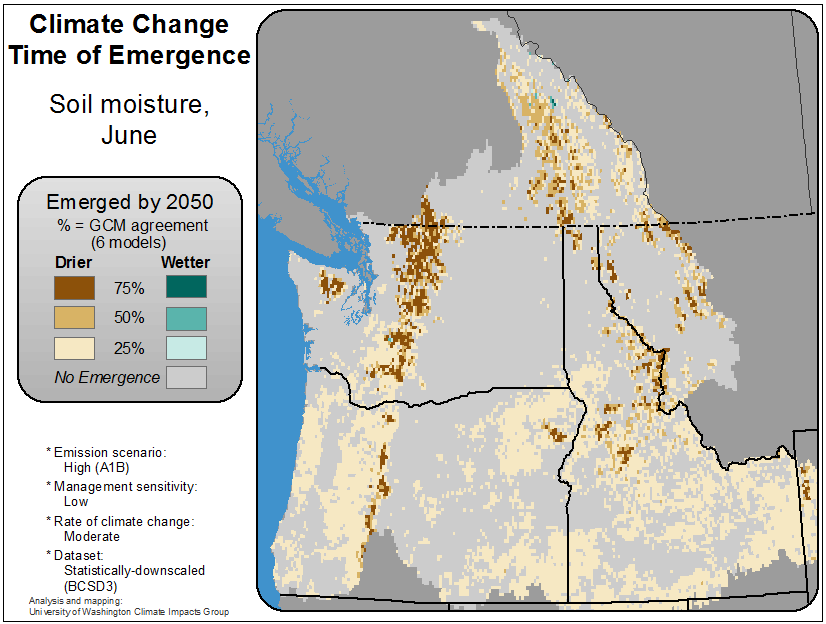 Climate Change
Time of Emergence
Soil moisture,
June
Emerged by 2050
% = GCM agreement
(6 models)
Drier Wetter
75%
50%
25%
No Emergence
* Emission scenario:
High (A1B)
* Management sensitivity:
Low
* Rate of climate change:
Moderate
* Dataset:
Statistically-downscaled
(BCSD3)
Analysis and mapping:
University of Washington Climate Impacts Group